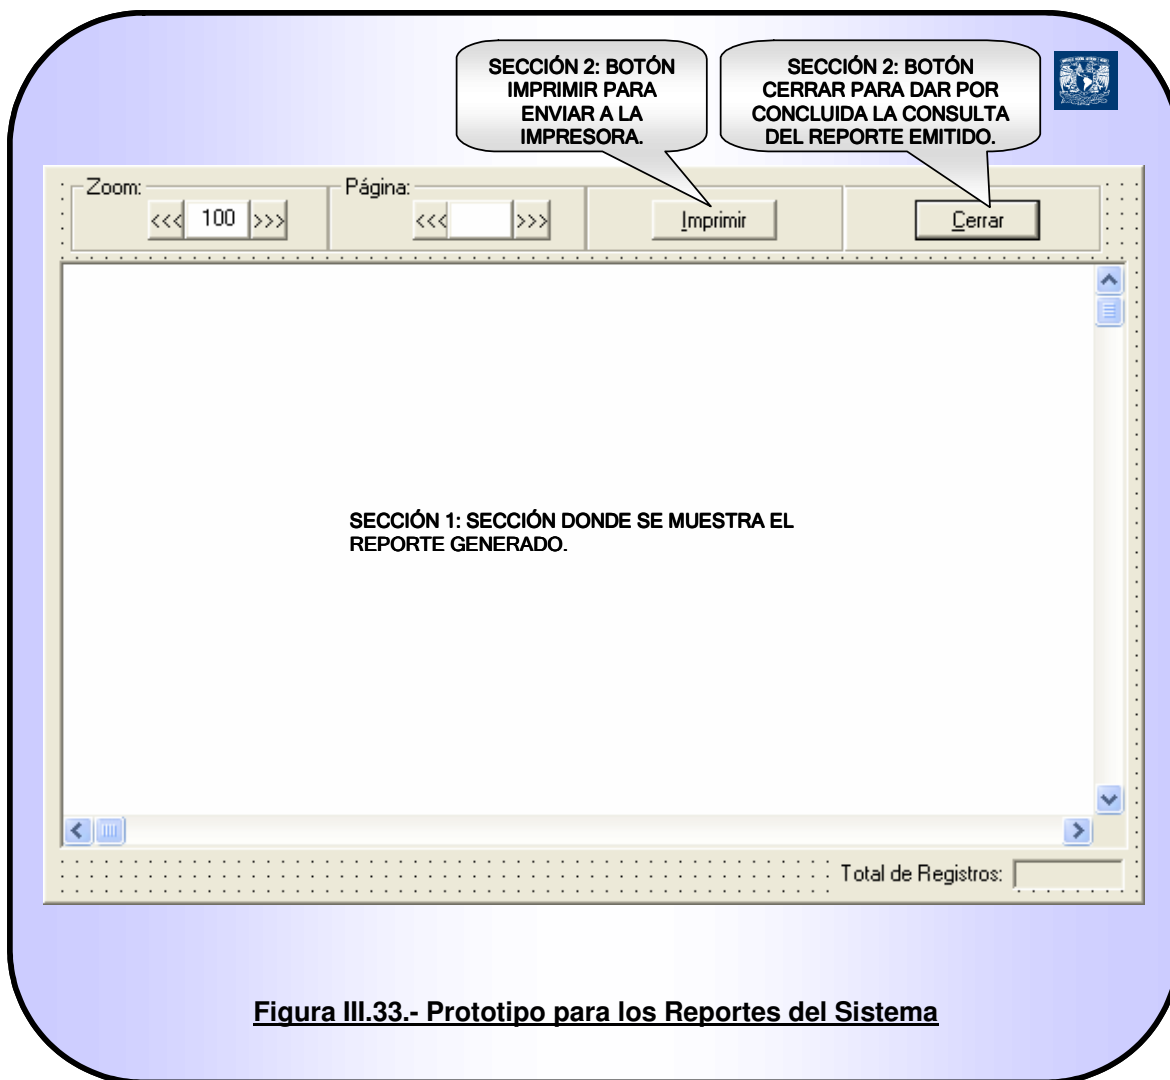 SECCIÓN 2: BOTÓN
IMPRIMIR PARA
ENVIAR A LA
IMPRESORA.
SECCIÓN 2: BOTÓN
CERRAR PARA DAR POR
CONCLUIDA LA CONSULTA
DEL REPORTE EMITIDO.
Zoom:
<<< 100 >>>
Página:
<<< >>>
Imprimir
Cerrar
SECCIÓN 1: SECCIÓN DONDE SE MUESTRA EL
REPORTE GENERADO.
Total de Registros:
Figura III.33.- Prototipo para los Reportes del Sistema